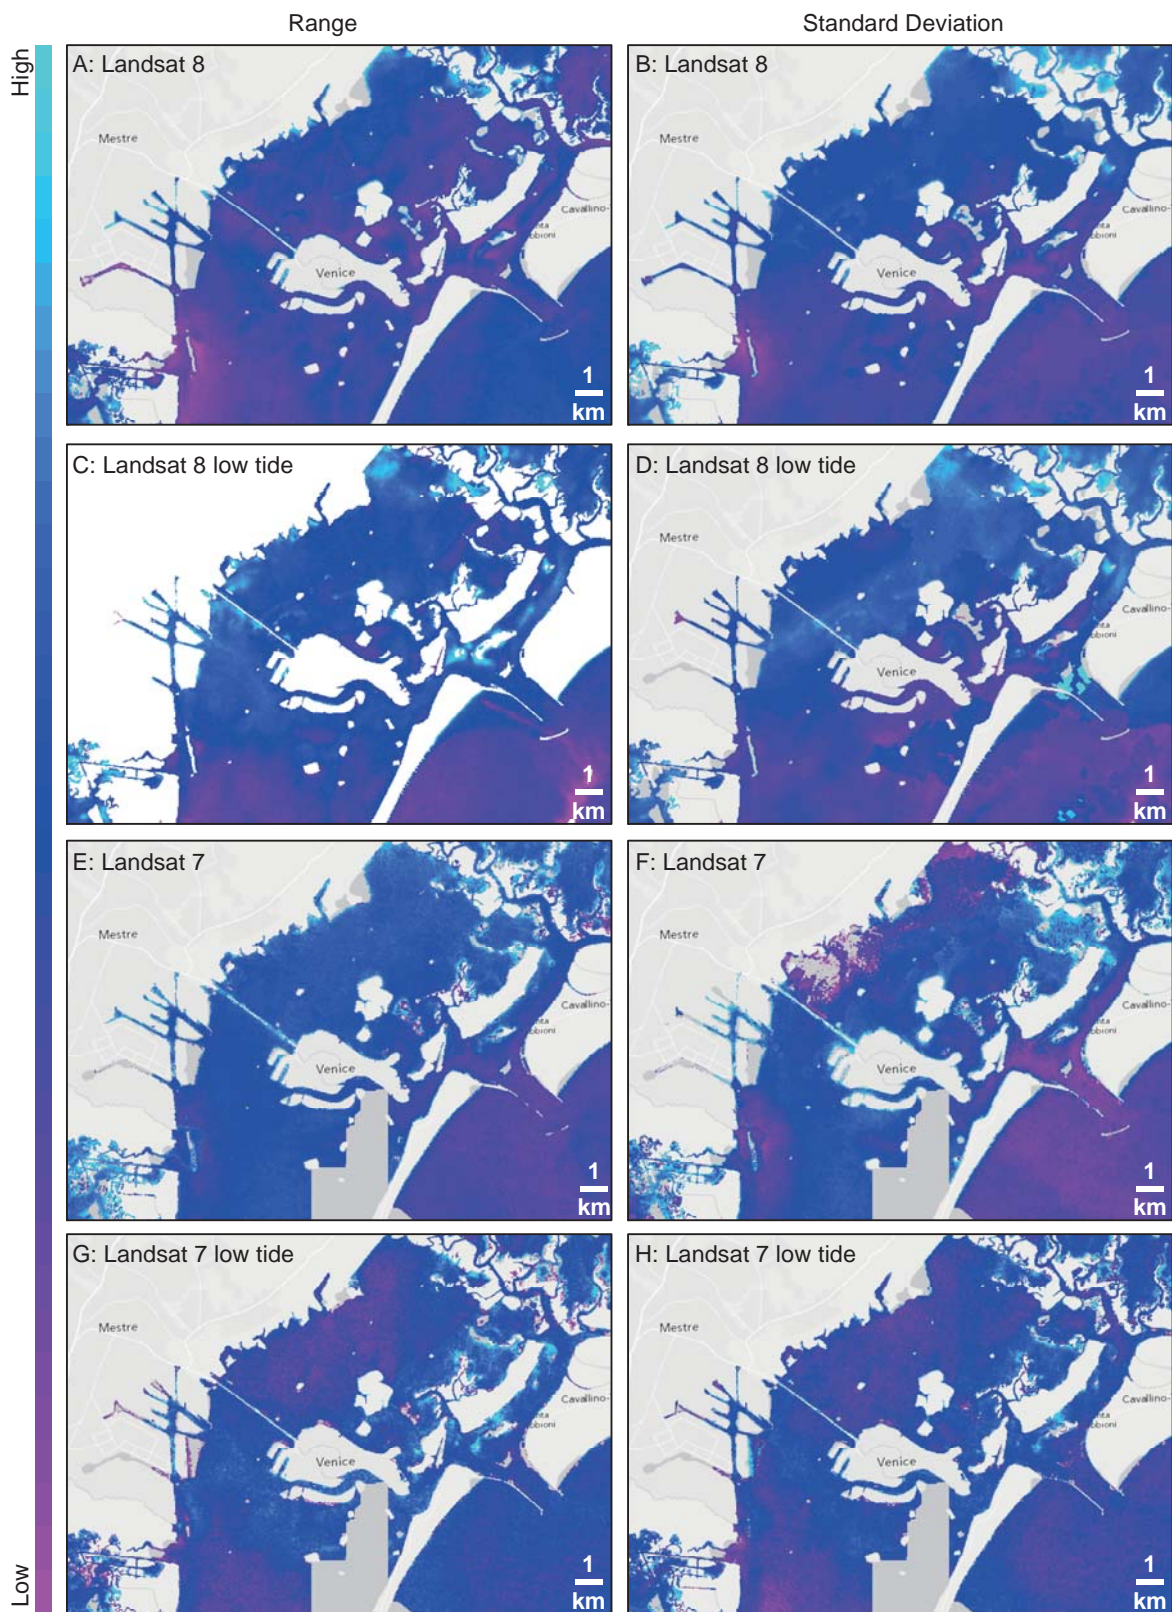 Range
Standard Deviation
High
A: Landsat 8
Mestre
Venice
Cavallino-
1
km
B: Landsat 8
Mestre
Venice
Cavallino-
1
km
C: Landsat 8 low tide
1
km
D: Landsat 8 low tide
Mestre
Venice
Cavallino-
1
km
E: Landsat 7
Mestre
Venice
Cavallino-
1
km
F: Landsat 7
Mestre
Venice
Cavallino-
1
km
G: Landsat 7 low tide
Mestre
Venice
Cavallino-
1
km
H: Landsat 7 low tide
Mestre
Venice
Cavallino-
1
km
Low